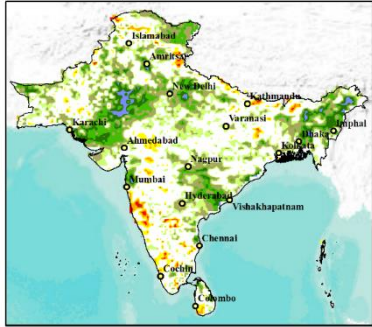 Islamabad
Amritsar
New Delhi
Kathmandu
Karachi
Varanasi
Dhaka
Imphal
Ahmedabad
Kolkata
Nagpur
Mumbai
Hyderabad
Vishakhapatnam
Chennai
Cochin
Colombo